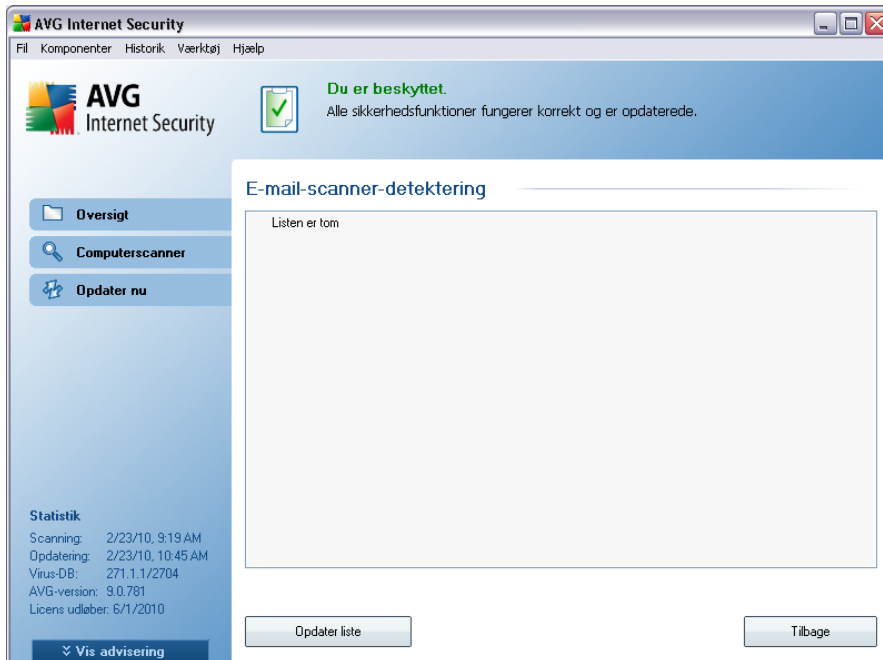 AVG Internet Security
Fil Komponenter Historik Værktøj Hjælp
AVG
Internet Security
Du er beskyttet.
Alle sikkerhedsfunktioner fungerer korrekt og er opdaterede.
Oversigt
Computerscanner
Opdater nu
E-mail-scanner-detektering
Listen er tom
Statistik
Scanning: 2/23/10, 9:19 AM
Opdatering: 2/23/10, 10:45 AM
Virus-DB: 271.1.1/2704
AVG-version: 9.0.781
Licens udløber: 6/1/2010
Vis advisering
Opdater liste
Tilbage